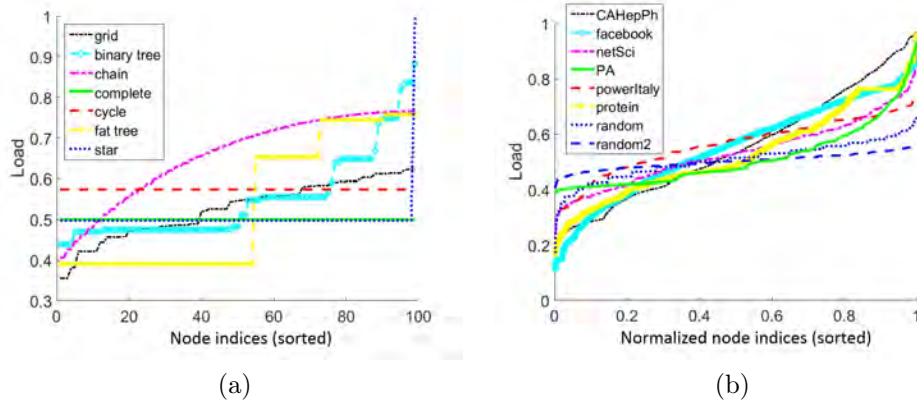 1
0.9
0.8
0.7
0.6
0.5
0.4
0.3
Load
grid
binary tree
chain
complete
cycle
fat tree
star
0 20 40 60 80 100
Node indices (sorted)
(a)
1
0.8
0.6
0.4
0.2
0
Load
CAHepPh
facebook
netSci
PA
powerItaly
protein
random
random2
0 0.2 0.4 0.6 0.8 1
Normalized node indices (sorted)
(b)